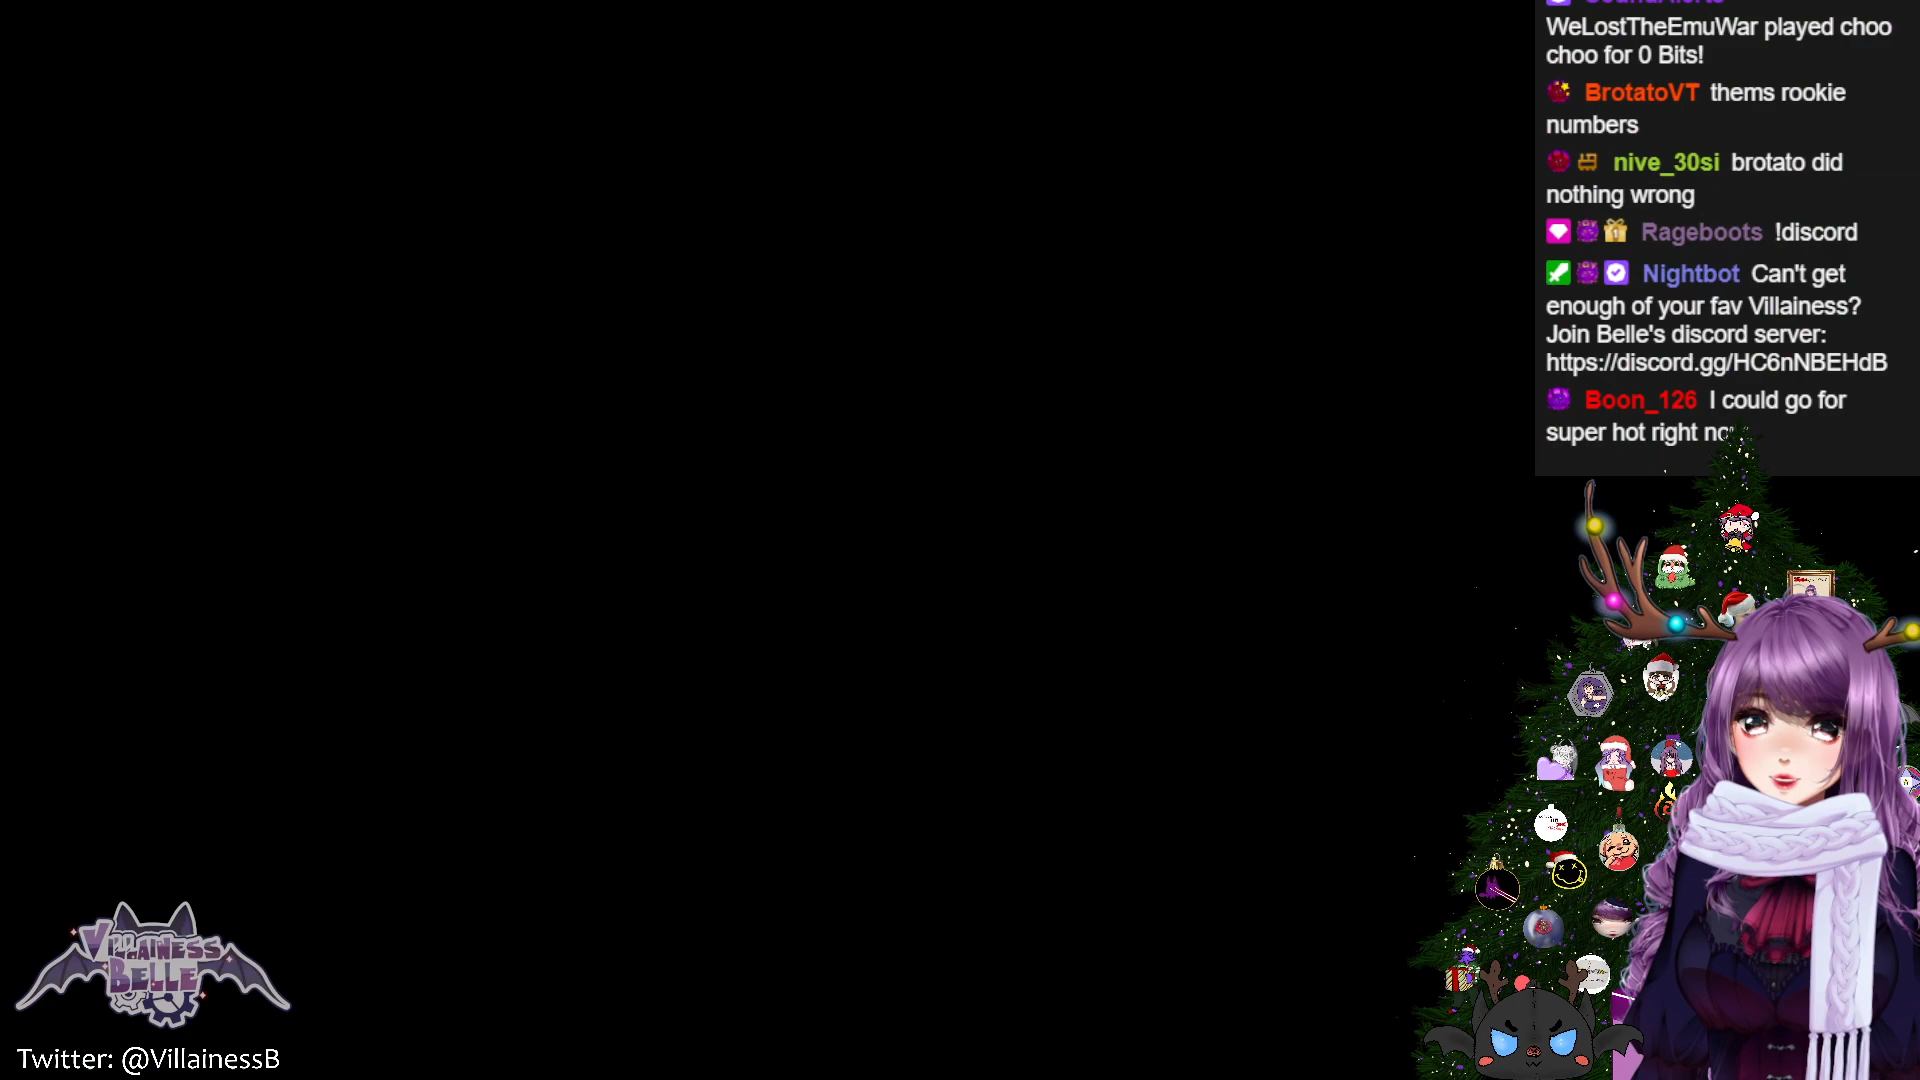 WeLostTheEmuWar played choo
choo for 0 Bits!
BrotatoVT thems rookie
numbers
nive_30si brotato did
nothing wrong
Rageboots !discord
Nightbot Can't get
enough of your fav Villainess?
Join Belle's discord server:
https://discord.gg/HC6nNBEHdB
Boon_126 I could go for
super hot right
VILLAINESS
BELLE
Twitter: @VillainessB